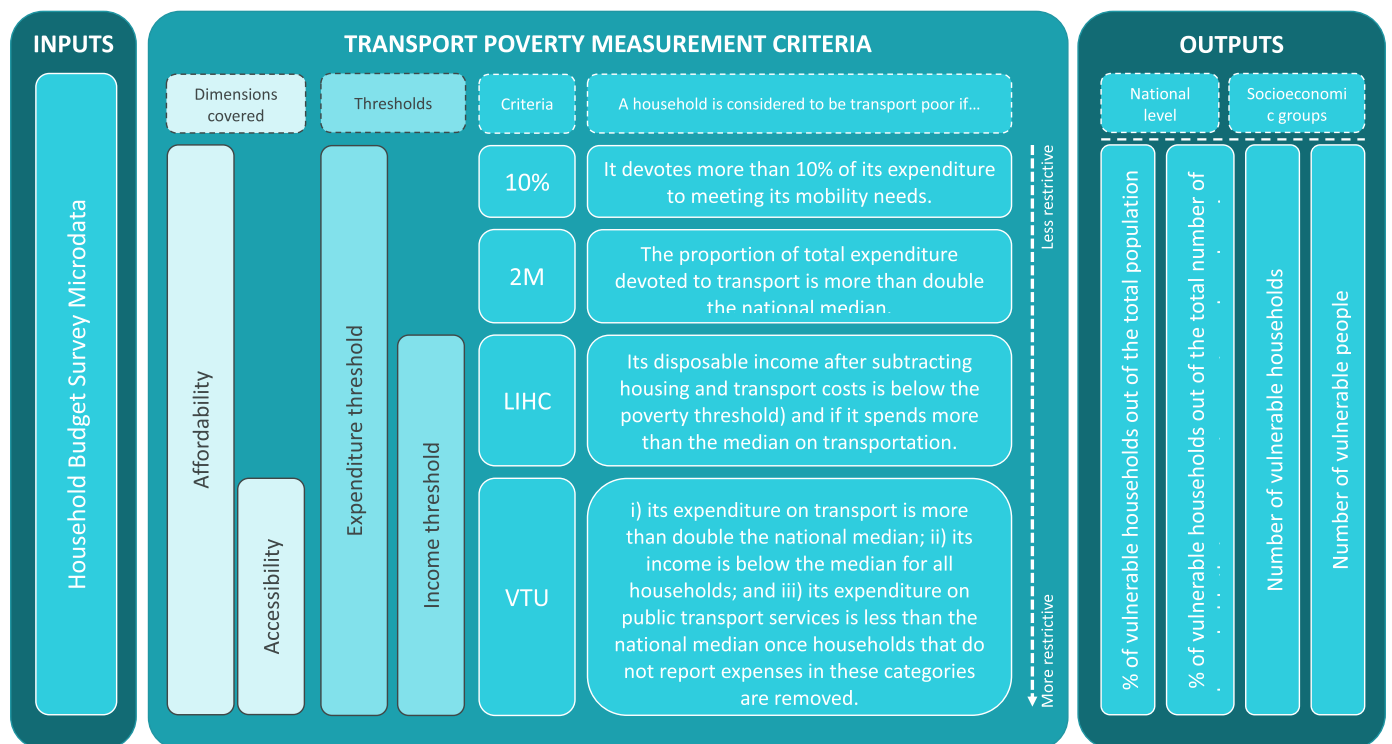 INPUTS
Household Budget Survey Microdata
TRANSPORT POVERTY MEASUREMENT CRITERIA
Dimensions
covered
Thresholds
Criteria
A household is considered to be transport poor if…
Affordability
Accessibility
Expenditure threshold
Income threshold
10%
It devotes more than 10% of its expenditure
to meeting its mobility needs.
2M
The proportion of total expenditure
devoted to transport is more than double
the national median.
LIHC
Its disposable income after subtracting
housing and transport costs is below the
poverty threshold) and if it spends more
than the median on transportation.
VTU
i) its expenditure on transport is more
than double the national median; ii) its
income is below the median for all
households; and iii) its expenditure on
public transport services is less than the
national median once households that do
not report expenses in these categories
are removed.
Less restrictive
More restrictive
OUTPUTS
National
level
Socioeconomi
c groups
% of vulnerable households out of the total population
% of vulnerable households out of the total number of
Number of vulnerable households
Number of vulnerable people